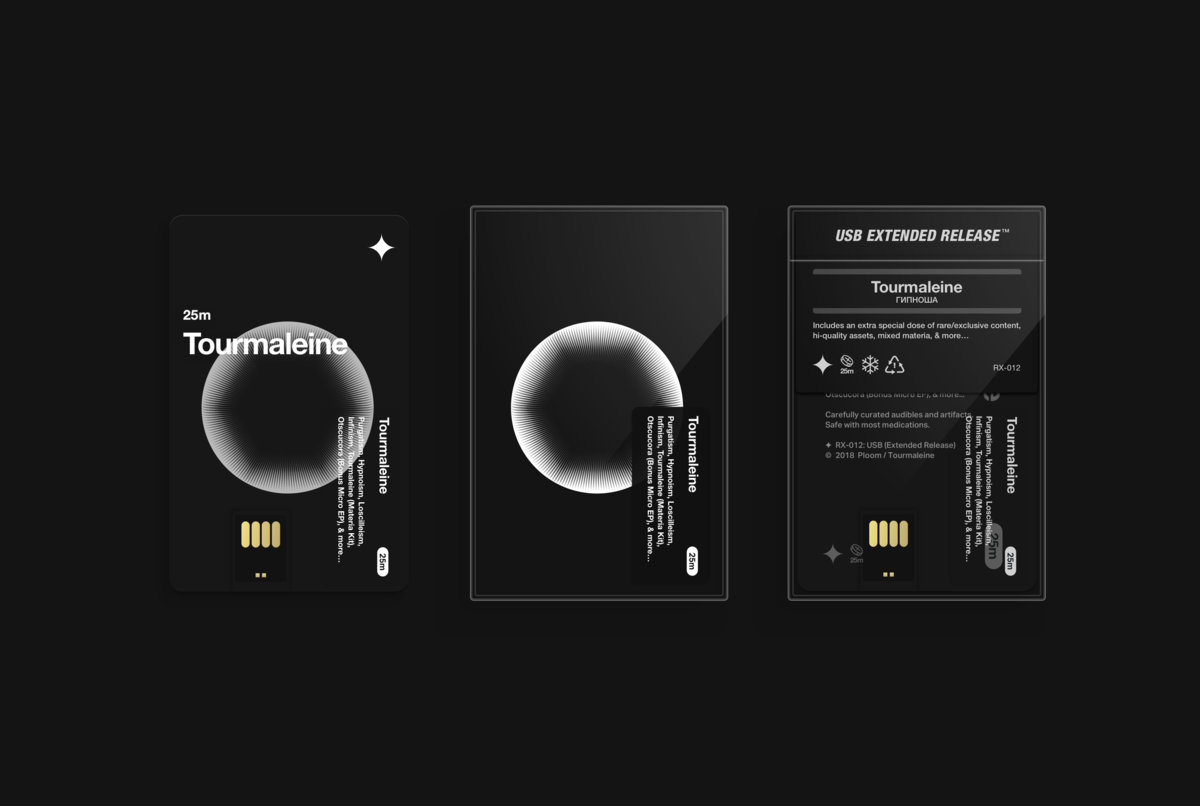 25m
Tourmaleine
Tourmaleine
Purgatism, Hypnoism, Loscilleism,
Infinism, Tourmaleine (Materia Kit),
Otscucora (Bonus Micro EP), & more...
25m
Tourmaleine
Purgatism, Hypnoism, Loscilleism,
Infinism, Tourmaleine (Materia Kit),
Otscucora (Bonus Micro EP), & more...
25m
USB EXTENDED RELEASE™
Tourmaleine
ГИПНОША
Includes an extra special dose of rare/exclusive content,
hi-quality assets, mixed materia, & more...
25m
RX-012
Otscucora (Bonus Micro EP), & more...
Carefully curated audibles and artifacts
Safe with most medications.
RX-012: USB (Extended Release)
© 2018 Ploom / Tourmaleine
25m
Tourmaleine
Purgatism, Hypnoism, Loscilleism,
Infinism, Tourmaleine (Materia Kit),
Otscucora (Bonus Micro EP), & more...
25m
25m